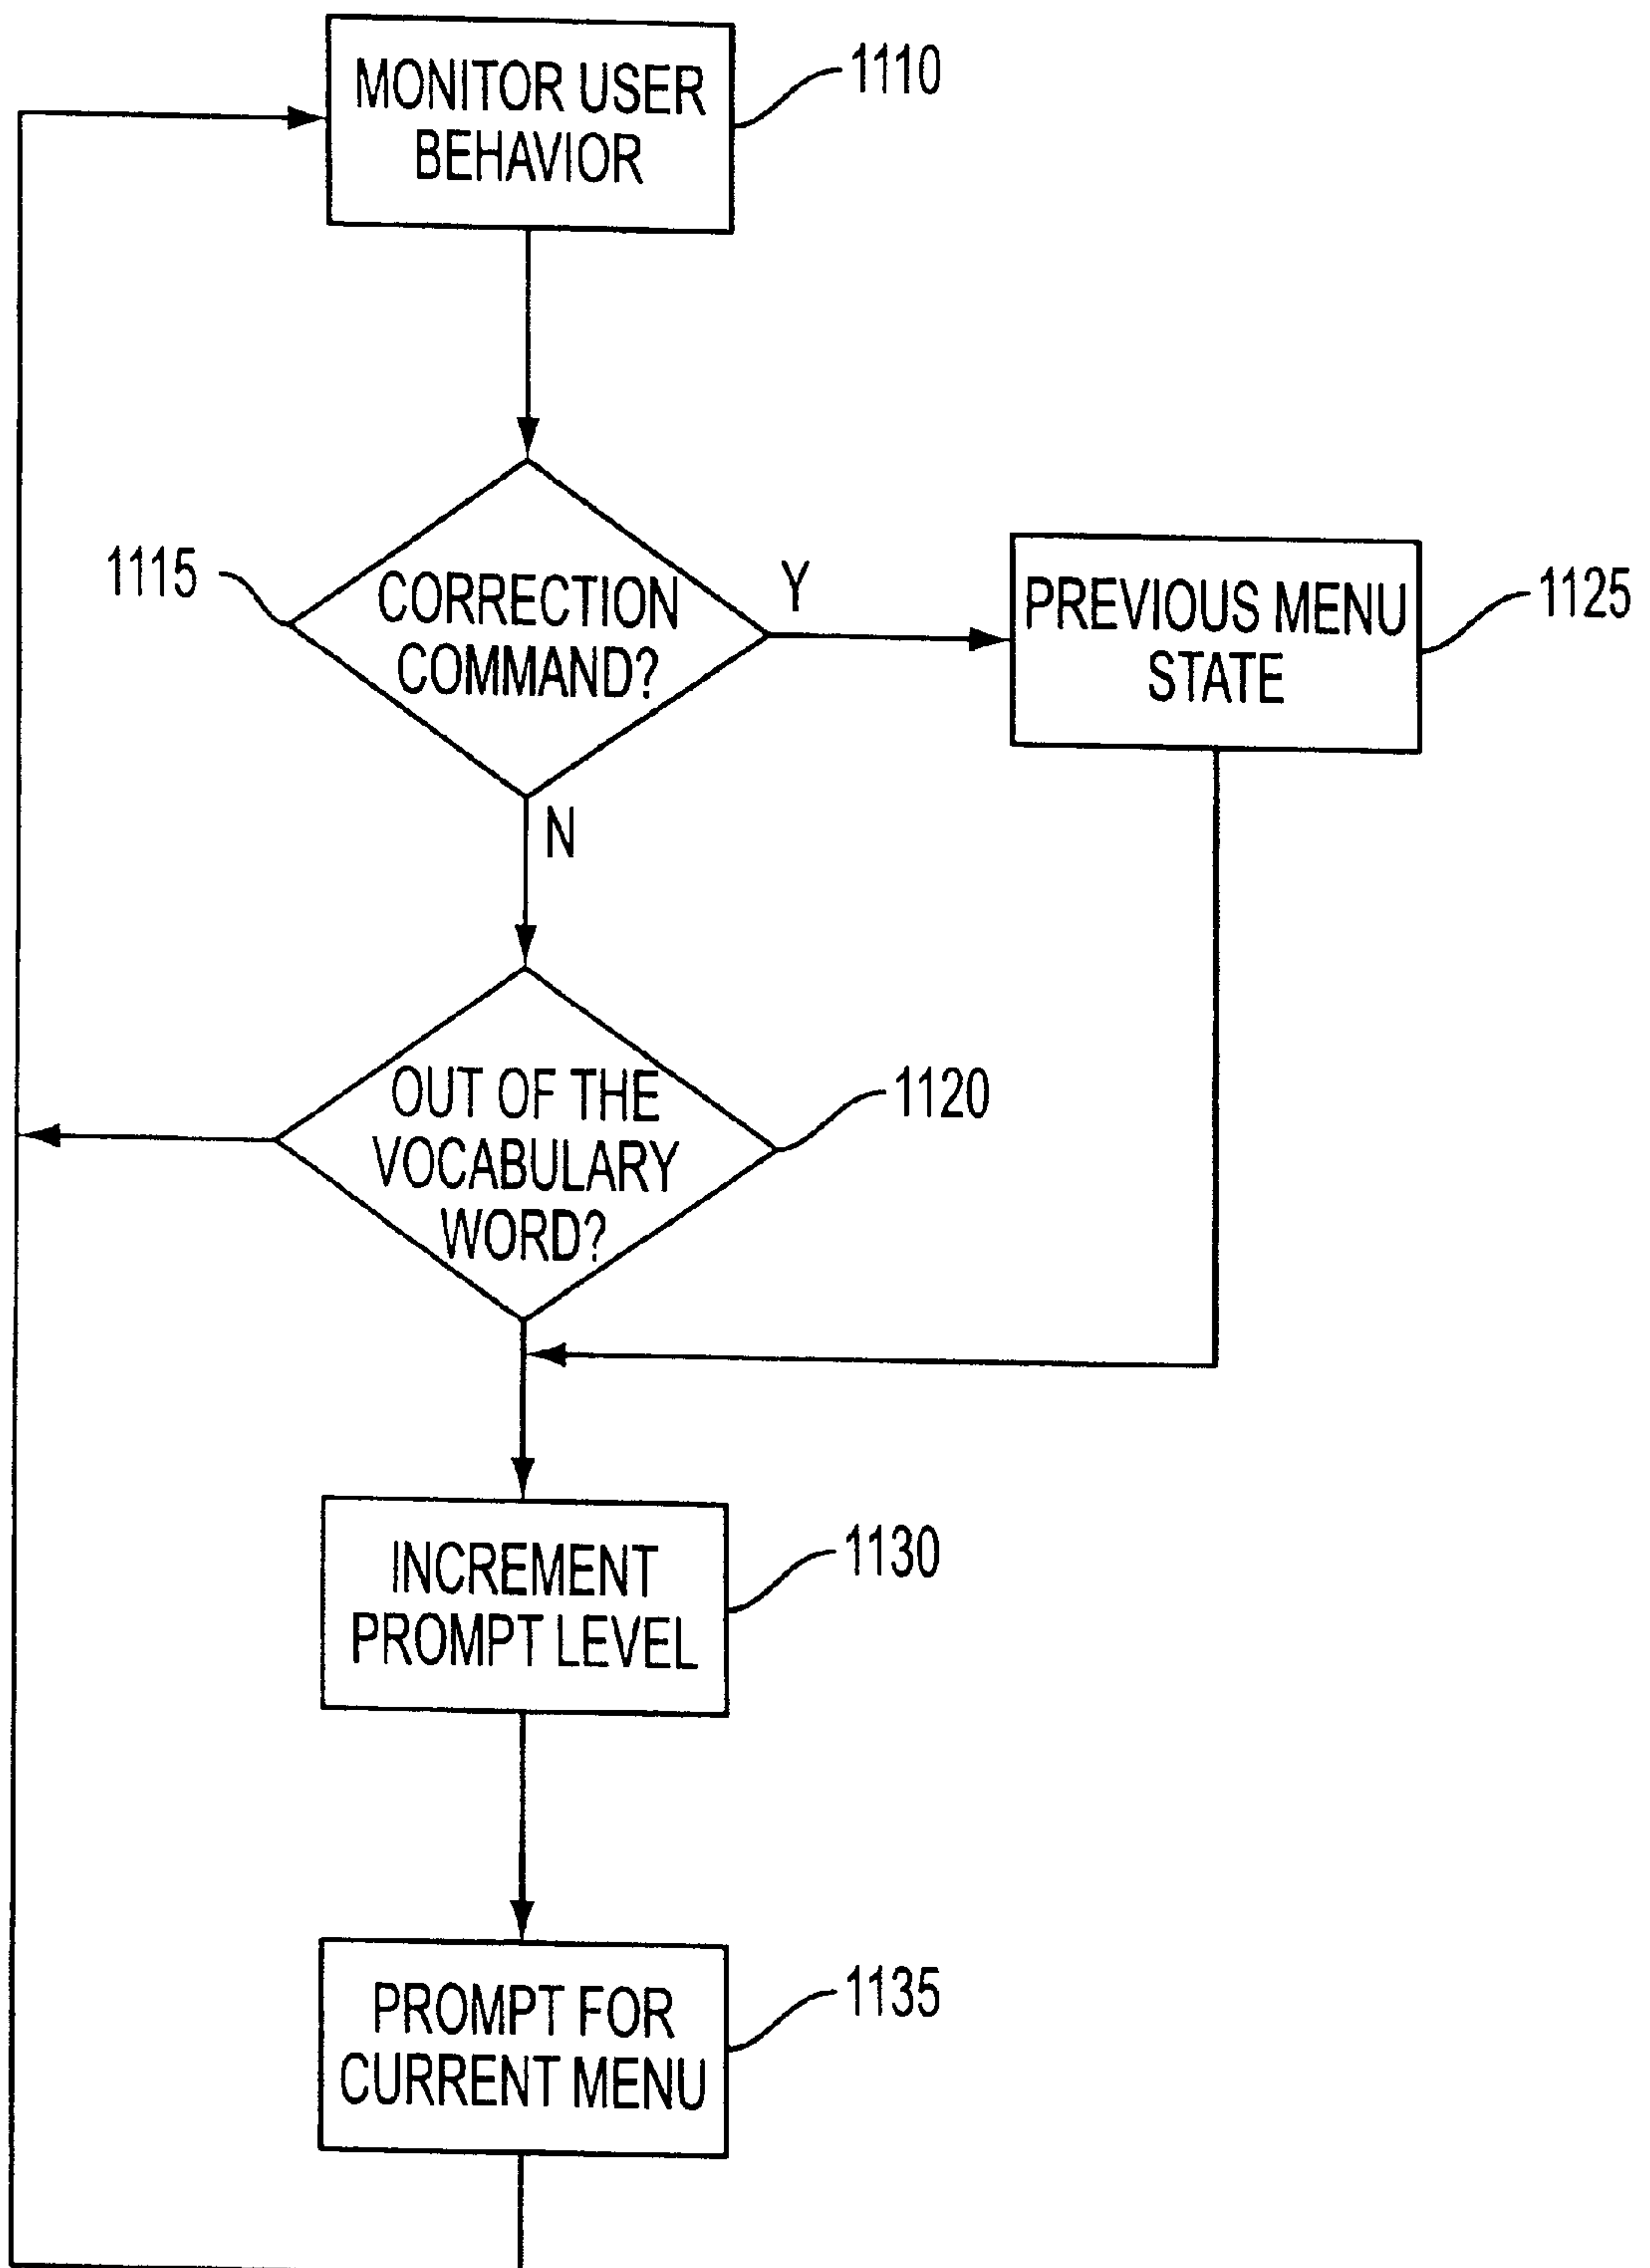 MONITOR USER
BEHAVIOR
1110
1115
CORRECTION
COMMAND?
Y
PREVIOUS MENU
STATE
1125
N
OUT OF THE
VOCABULARY
WORD?
1120
INCREMENT
PROMPT LEVEL
1130
PROMPT FOR
CURRENT MENU
1135